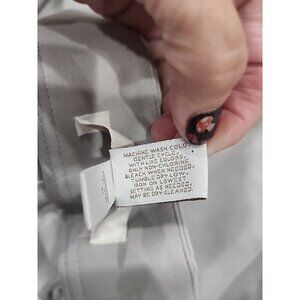 MACHINE WASH COLD,
GENTLE CYCLE,
WITH LIKE COLORS,
ONLY NON-CHLORINE
BLEACH WHEN NEEDED,
TUMBLE DRY LOW,
IRON ON LOWEST
SETTING AS NEEDED,
MAY BE DRY CLEANED.